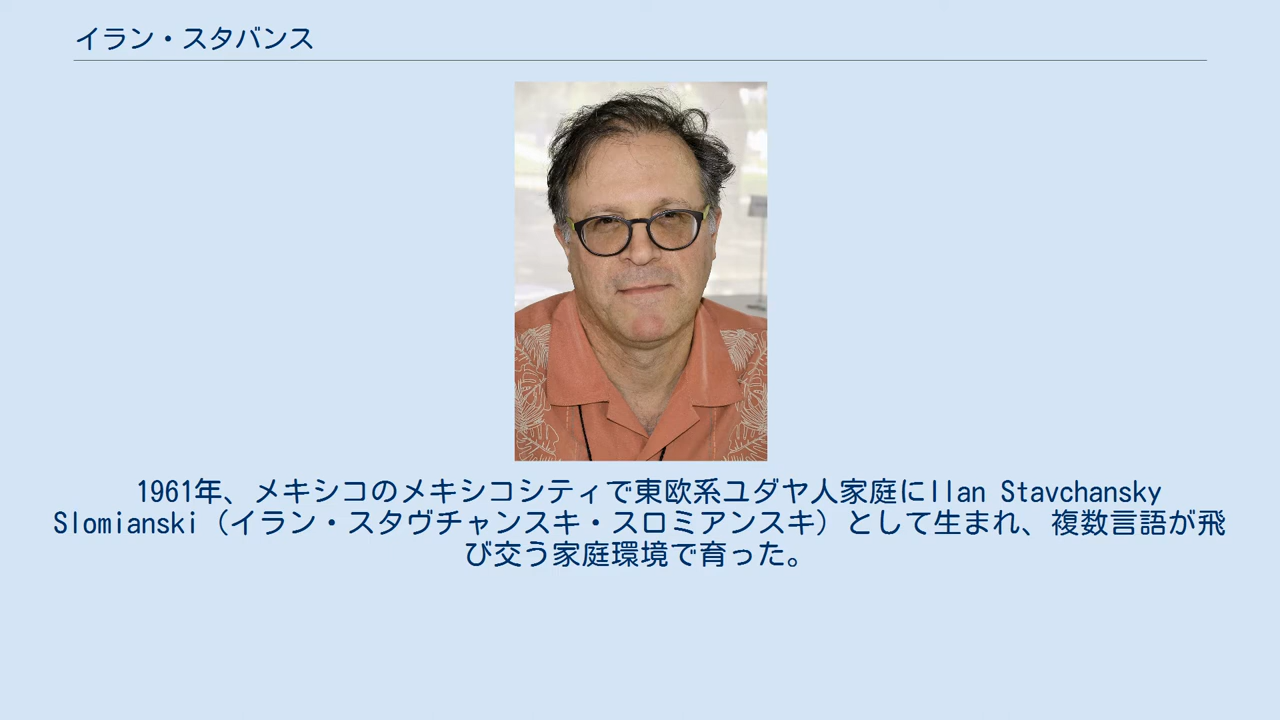 イラン・スタバンス
1961年、メキシコのメキシコシティで東欧系ユダヤ人家庭にIlan Stavchansky
Slomianski（イラン・スタヴチャンスキ・スロミアンスキ）として生まれ、複数言語が飛
び交う家庭環境で育った。